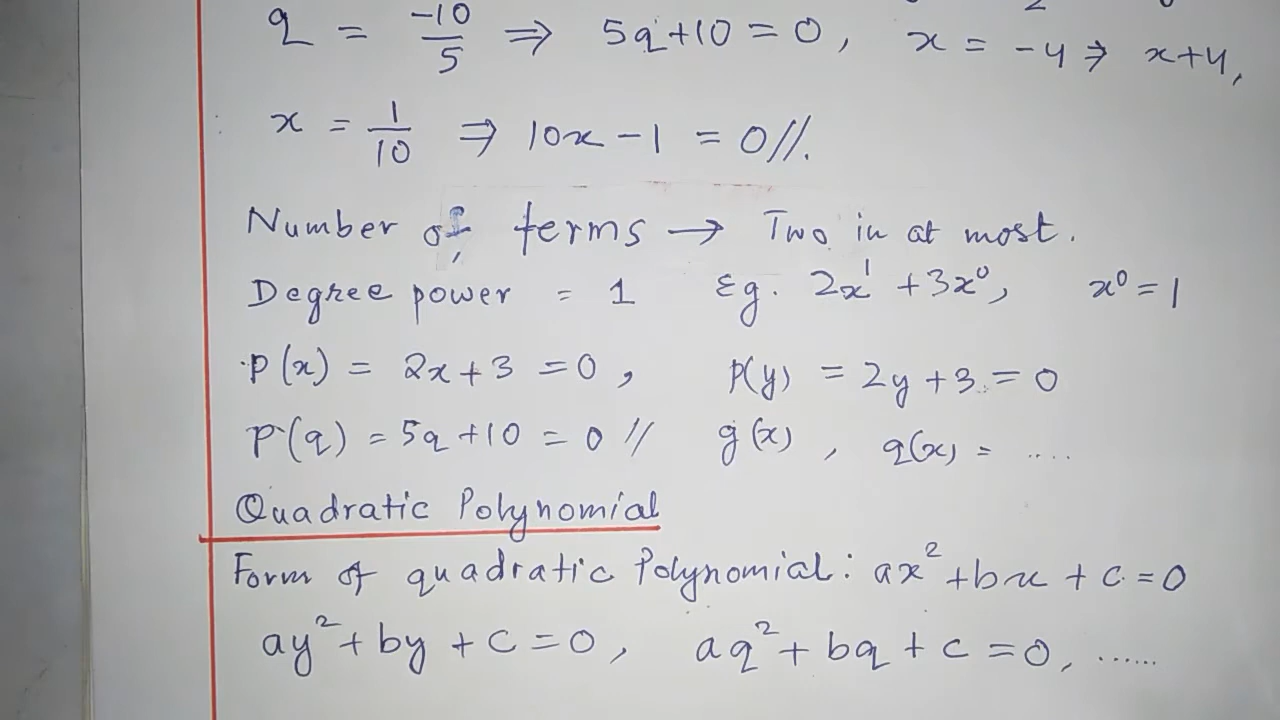 q = -10/5 ⇒ 5q+10 = 0, x = -4 ⇒ x+4,
x = 1/10 ⇒ 10x - 1 = 0//.
Number of terms → Two in at most.
Degree power = 1 Eg. 2x¹ + 3x⁰, x⁰ = 1
p(x) = 2x+3 = 0, p(y) = 2y+3 = 0
p(q) = 5q+10 = 0 // g(x), q(x) = ....
Quadratic Polynomial
Form of quadratic Polynomial: ax²+bx+c = 0
ay²+by+c = 0, aq²+bq+c = 0, ......